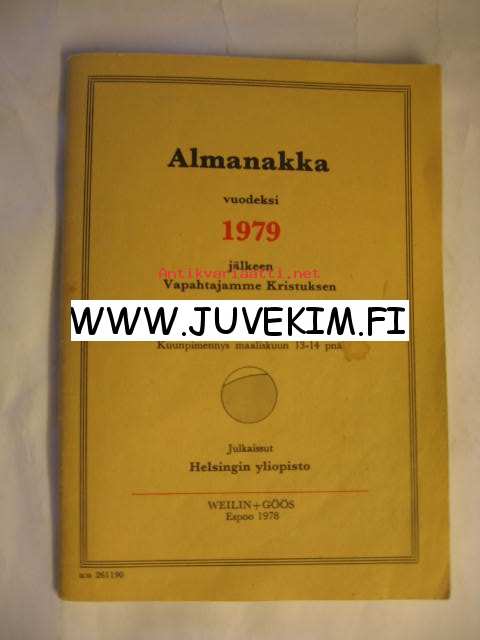 Almanakka
vuodeksi
1979
jälkeen
Antikvariaatti.net
Vapahtajamme Kristuksen
WWW.JUVEKIM.FI
Kuunpimennys maaliskuun 13-14 pnä
Julkaissut
Helsingin yliopisto
WEILIN+GÖÖS
Espoo 1978
n:o 261190